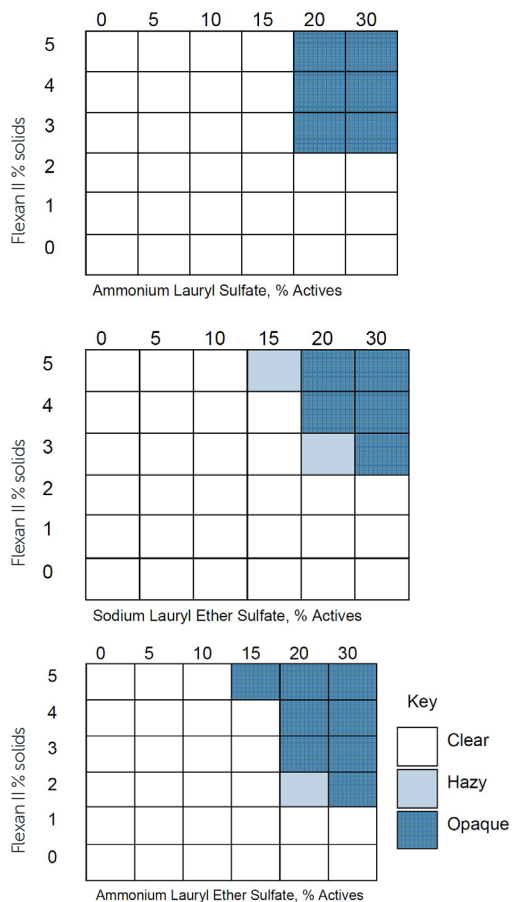 0 5 10 15 20 30
5
4
3
2
1
0
Flexan II % solids
Ammonium Lauryl Sulfate, % Actives
0 5 10 15 20 30
5
4
3
2
1
0
Flexan II % solids
Sodium Lauryl Ether Sulfate, % Actives
0 5 10 15 20 30
5
4
3
2
1
0
Flexan II % solids
Ammonium Lauryl Ether Sulfate, % Actives
Key
Clear
Hazy
Opaque